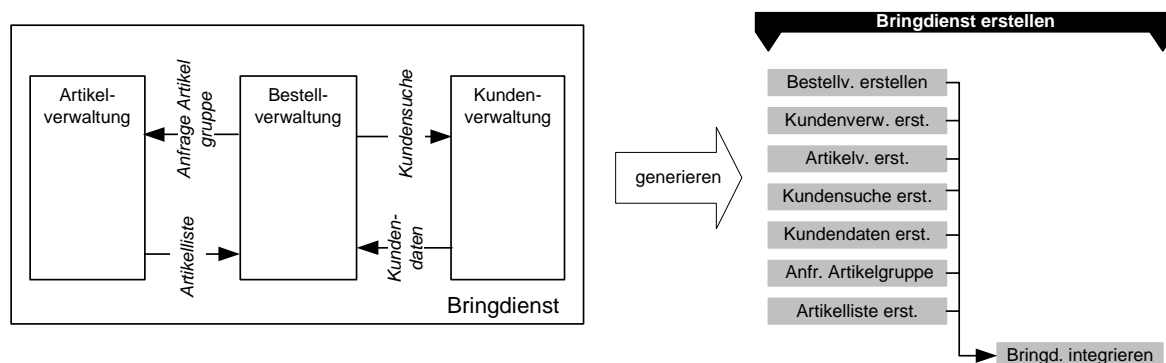 Artikel-
verwaltung
Anfrage Artikel
gruppe
Artikelliste
Bestell-
verwaltung
Kundensuche
Kunden-
daten
Kunden-
verwaltung
Bringdienst
generieren
Bringdienst erstellen
Bestellv. erstellen
Kundenverw. erst.
Artikelv. erst.
Kundensuche erst.
Kundendaten erst.
Anfr. Artikelgruppe
Artikelliste erst.
Bringd. integrieren